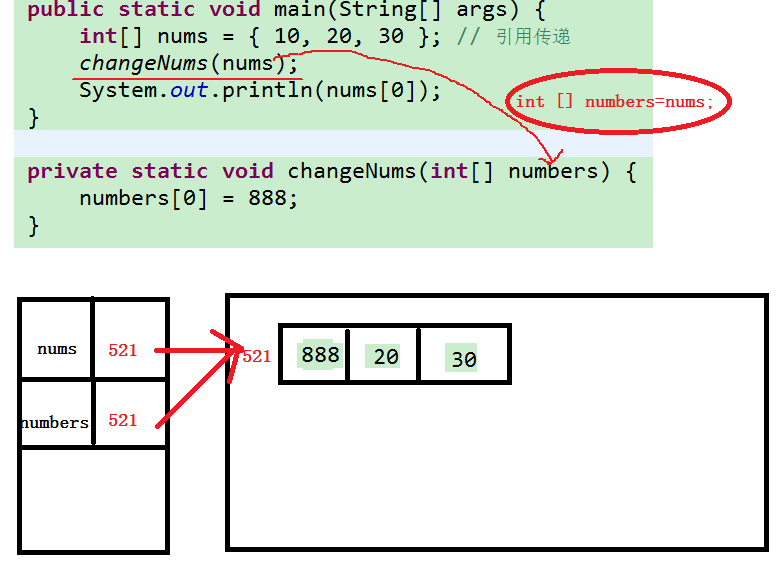 public static void main(String[] args) {
int[] nums = { 10, 20, 30 }; // 引用传递
changeNums(nums);
System.out.println(nums[0]);
int [] numbers=nums;
}
private static void changeNums(int[] numbers) {
numbers[0] = 888;
}
nums 521
521 888 20 30
numbers 521